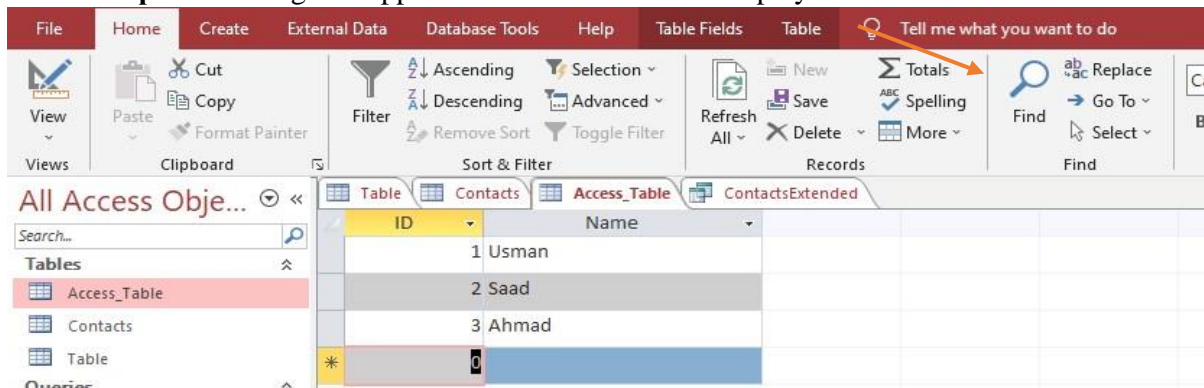 File Home Create External Data Database Tools Help Table Fields Table Tell me what you want to do
View
Paste
Cut
Copy
Format Painter
Filter
Ascending
Descending
Remove Sort
Selection
Advanced
Toggle Filter
Refresh
All
New
Save
Delete
Totals
Spelling
More
Find
Replace
Go To
Select
Views Clipboard Sort & Filter Records Find
All Access Obje...
Search...
Tables
Access_Table
Contacts
Table
Queries
Table Contacts Access_Table ContactsExtended
ID Name
1 Usman
2 Saad
3 Ahmad
0